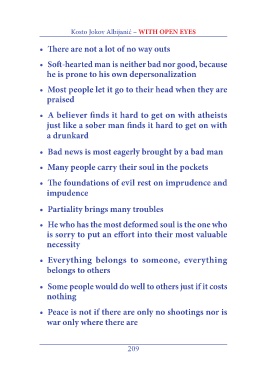 Kosto Jokov Albijanić – WITH OPEN EYES
• There are not a lot of no way outs
• Soft-hearted man is neither bad nor good, because
he is prone to his own depersonalization
• Most people let it go to their head when they are
praised
• A believer finds it hard to get on with atheists
just like a sober man finds it hard to get on with
a drunkard
• Bad news is most eagerly brought by a bad man
• Many people carry their soul in the pockets
• The foundations of evil rest on imprudence and
impudence
• Partiality brings many troubles
• He who has the most deformed soul is the one who
is sorry to put an effort into their most valuable
necessity
• Everything belongs to someone, everything
belongs to others
• Some people would do well to others just if it costs
nothing
• Peace is not if there are only no shootings nor is
war only where there are
209